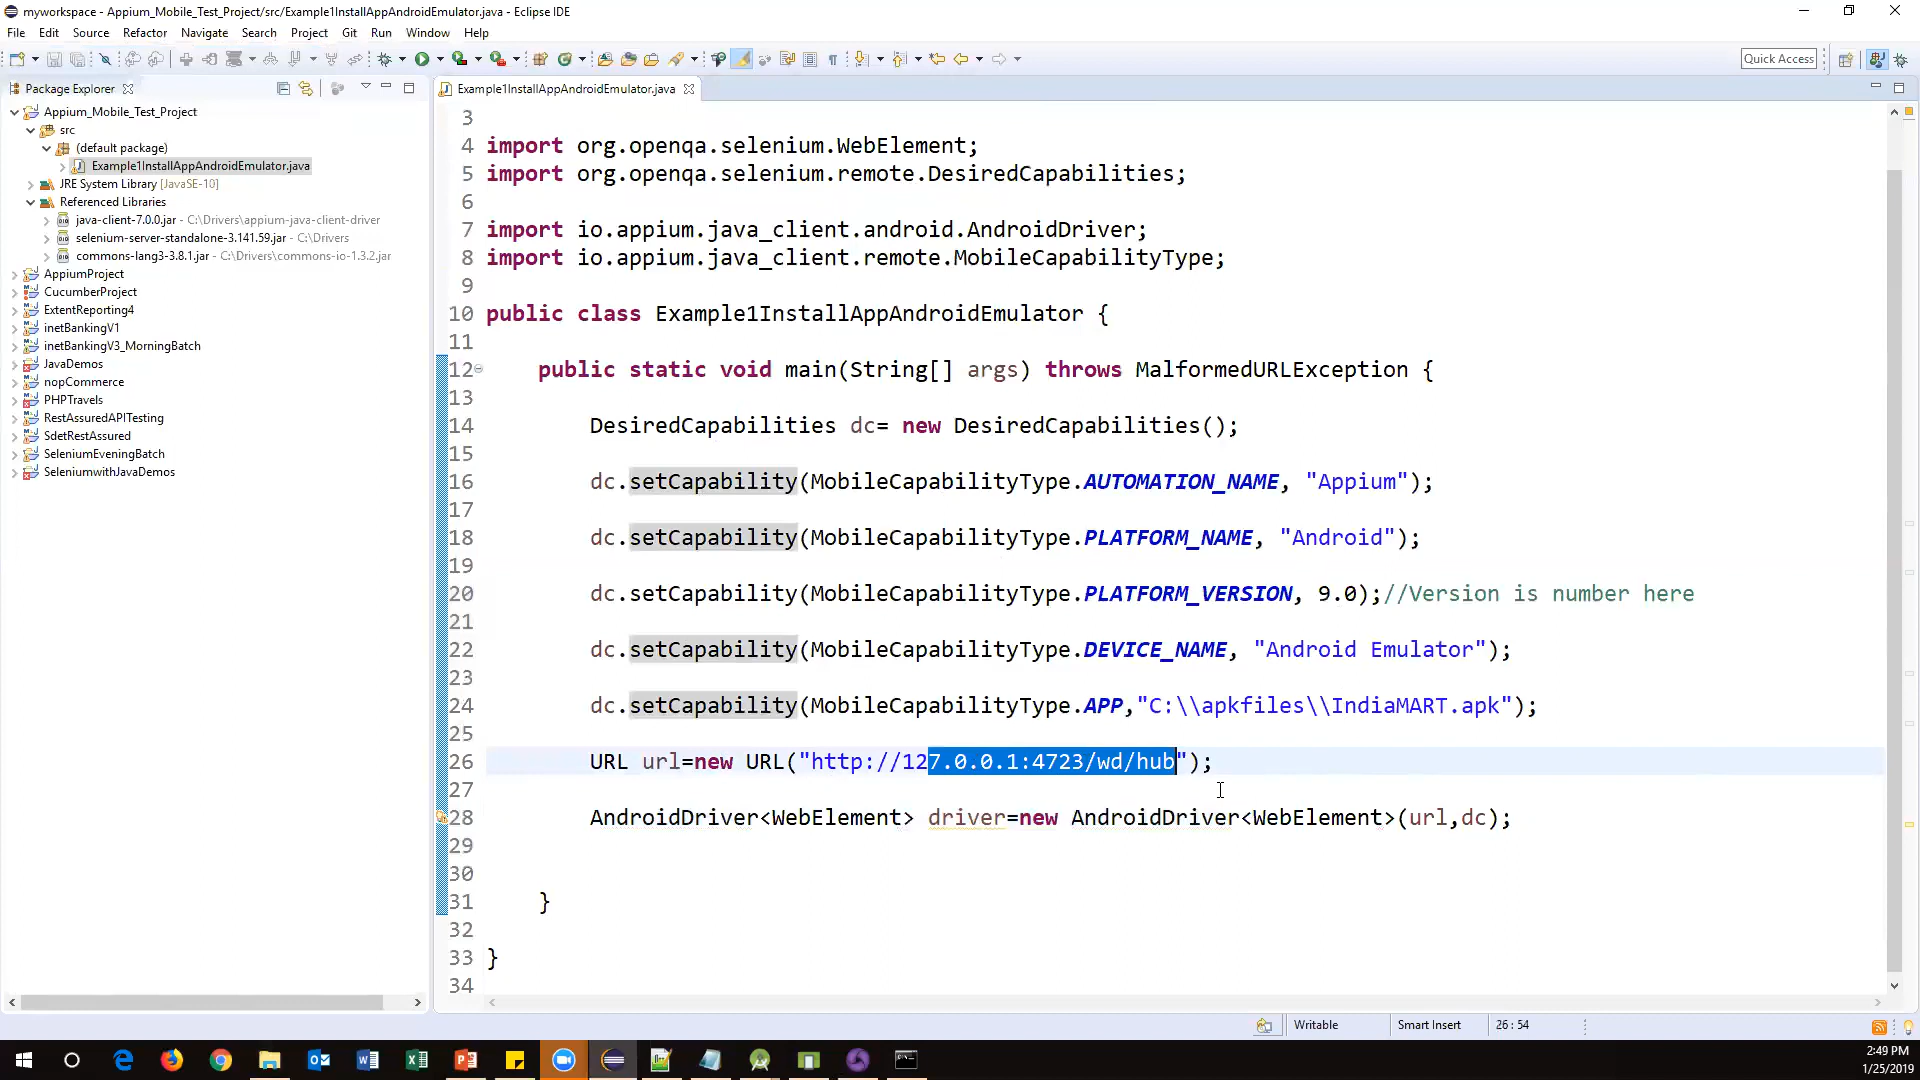 myworkspace - Appium_Mobile_Test_Project/src/Example1InstallAppAndroidEmulator.java - Eclipse IDE
File Edit Source Refactor Navigate Search Project Git Run Window Help
Quick Access
Package Explorer
Example1InstallAppAndroidEmulator.java
Appium_Mobile_Test_Project
src
(default package)
Example1InstallAppAndroidEmulator.java
JRE System Library [JavaSE-10]
Referenced Libraries
java-client-7.0.0.jar - C:\Drivers\appium-java-client-driver
selenium-server-standalone-3.141.59.jar - C:\Drivers
commons-lang3-3.8.1.jar - C:\Drivers\commons-io-1.3.2.jar
AppiumProject
CucumberProject
ExtentReporting4
inetBankingV1
inetBankingV3_MorningBatch
JavaDemos
nopCommerce
PHPTravels
RestAssuredAPITesting
SdetRestAssured
SeleniumEveningBatch
SeleniumwithJavaDemos
3
4 import org.openqa.selenium.WebElement;
5 import org.openqa.selenium.remote.DesiredCapabilities;
6
7 import io.appium.java_client.android.AndroidDriver;
8 import io.appium.java_client.remote.MobileCapabilityType;
9
10 public class Example1InstallAppAndroidEmulator {
11
12 public static void main(String[] args) throws MalformedURLException {
13
14 DesiredCapabilities dc= new DesiredCapabilities();
15
16 dc.setCapability(MobileCapabilityType.AUTOMATION_NAME, "Appium");
17
18 dc.setCapability(MobileCapabilityType.PLATFORM_NAME, "Android");
19
20 dc.setCapability(MobileCapabilityType.PLATFORM_VERSION, 9.0);//Version is number here
21
22 dc.setCapability(MobileCapabilityType.DEVICE_NAME, "Android Emulator");
23
24 dc.setCapability(MobileCapabilityType.APP,"C:\\apkfiles\\IndiaMART.apk");
25
26 URL url=new URL("http://127.0.0.1:4723/wd/hub");
27
28 AndroidDriver<WebElement> driver=new AndroidDriver<WebElement>(url,dc);
29
30
31 }
32
33 }
34
Writable Smart Insert 26 : 54
2:49 PM
1/25/2019